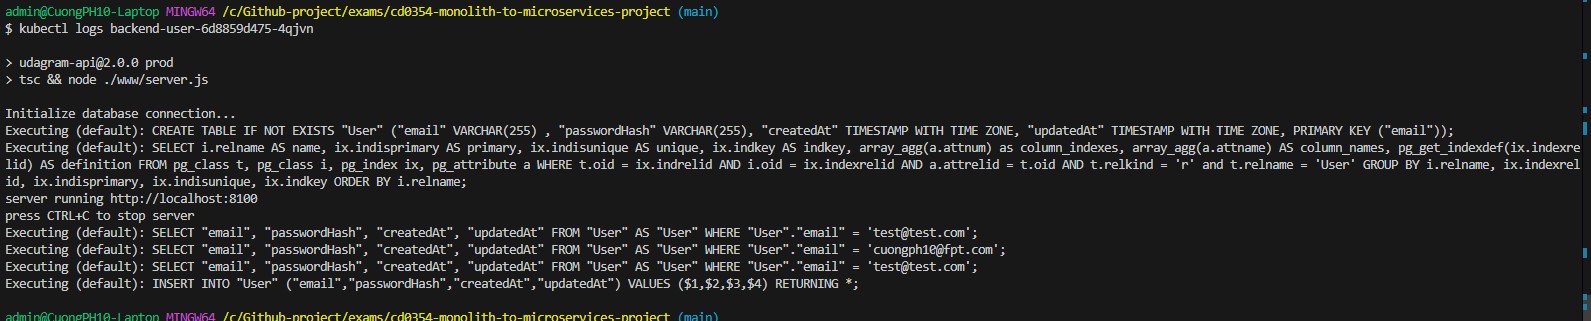 admin@CuongPH10-Laptop MINGW64 /c/Github-project/exams/cd0354-monolith-to-microservices-project (main)
$ kubectl logs backend-user-6d8859d475-4qjvn
> udagram-api@2.0.0 prod
> tsc && node ./www/server.js
Initialize database connection...
Executing (default): CREATE TABLE IF NOT EXISTS "User" ("email" VARCHAR(255) , "passwordHash" VARCHAR(255), "createdAt" TIMESTAMP WITH TIME ZONE, "updatedAt" TIMESTAMP WITH TIME ZONE, PRIMARY KEY ("email"));
Executing (default): SELECT i.relname AS name, ix.indisprimary AS primary, ix.indisunique AS unique, ix.indkey AS indkey, array_agg(a.attnum) as column_indexes, array_agg(a.attname) AS column_names, pg_get_indexdef(ix.indexre
lid) AS definition FROM pg_class t, pg_class i, pg_index ix, pg_attribute a WHERE t.oid = ix.indrelid AND i.oid = ix.indexrelid AND a.attrelid = t.oid AND t.relkind = 'r' and t.relname = 'User' GROUP BY i.relname, ix.indexrel
id, ix.indisprimary, ix.indisunique, ix.indkey ORDER BY i.relname;
server running http://localhost:8100
press CTRL+C to stop server
Executing (default): SELECT "email", "passwordHash", "createdAt", "updatedAt" FROM "User" AS "User" WHERE "User"."email" = 'test@test.com';
Executing (default): SELECT "email", "passwordHash", "createdAt", "updatedAt" FROM "User" AS "User" WHERE "User"."email" = 'cuongph10@fpt.com';
Executing (default): SELECT "email", "passwordHash", "createdAt", "updatedAt" FROM "User" AS "User" WHERE "User"."email" = 'test@test.com';
Executing (default): INSERT INTO "User" ("email","passwordHash","createdAt","updatedAt") VALUES ($1,$2,$3,$4) RETURNING *;
admin@CuongPH10-Laptop MINGW64 /c/Github-project/exams/cd0354-monolith-to-microservices-project (main)